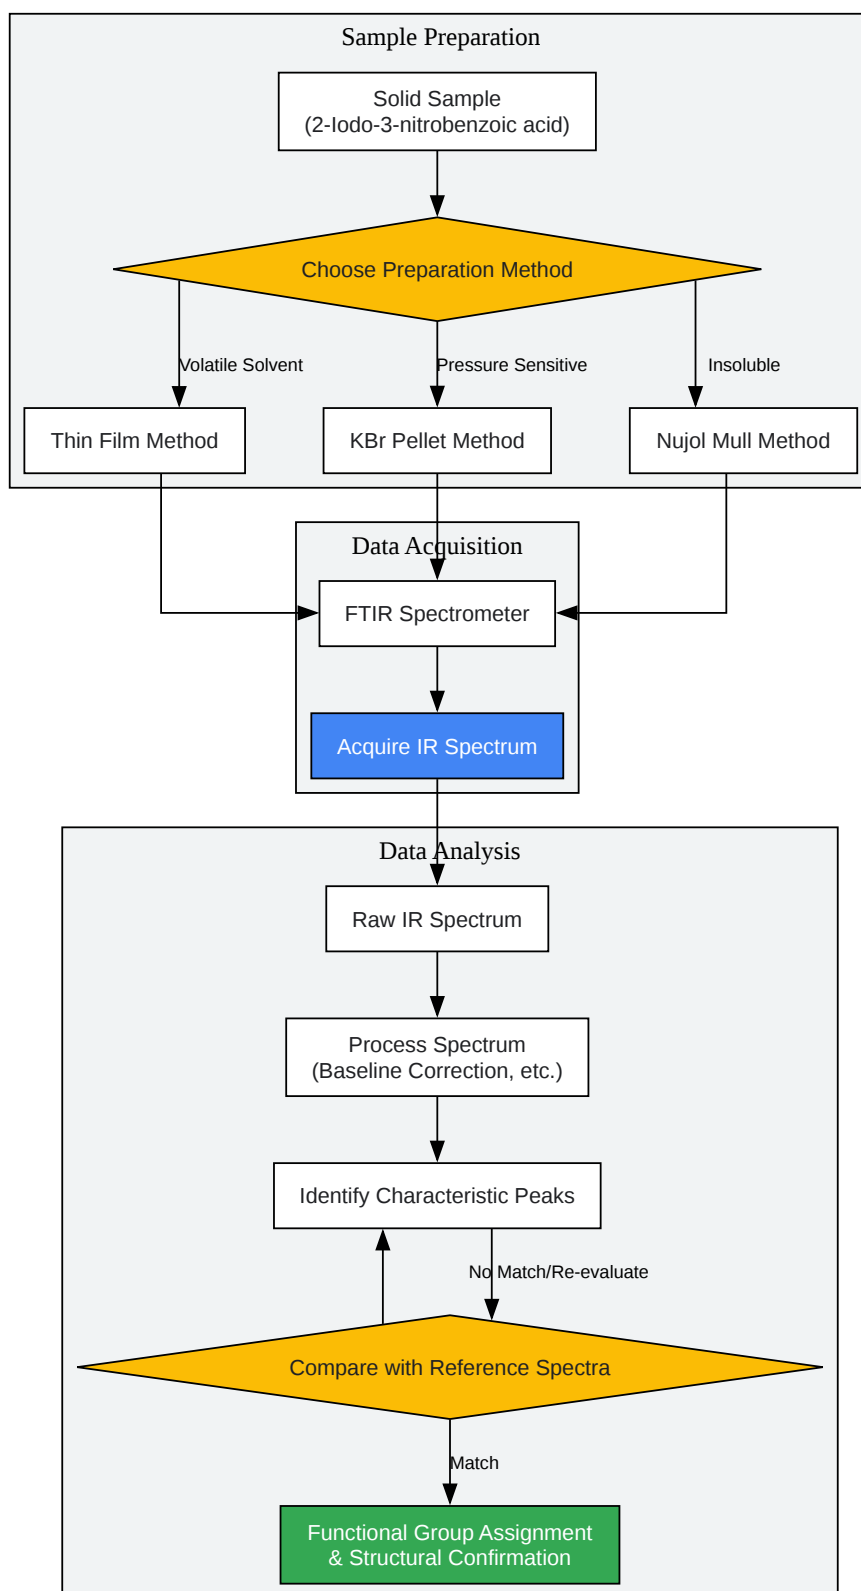 Sample Preparation
Solid Sample
(2-Iodo-3-nitrobenzoic acid)
Choose Preparation Method
Volatile Solvent
Pressure Sensitive
Insoluble
Thin Film Method
KBr Pellet Method
Nujol Mull Method
Data Acquisition
FTIR Spectrometer
Acquire IR Spectrum
Data Analysis
Raw IR Spectrum
Process Spectrum
(Baseline Correction, etc.)
Identify Characteristic Peaks
No Match/Re-evaluate
Compare with Reference Spectra
Match
Functional Group Assignment
& Structural Confirmation